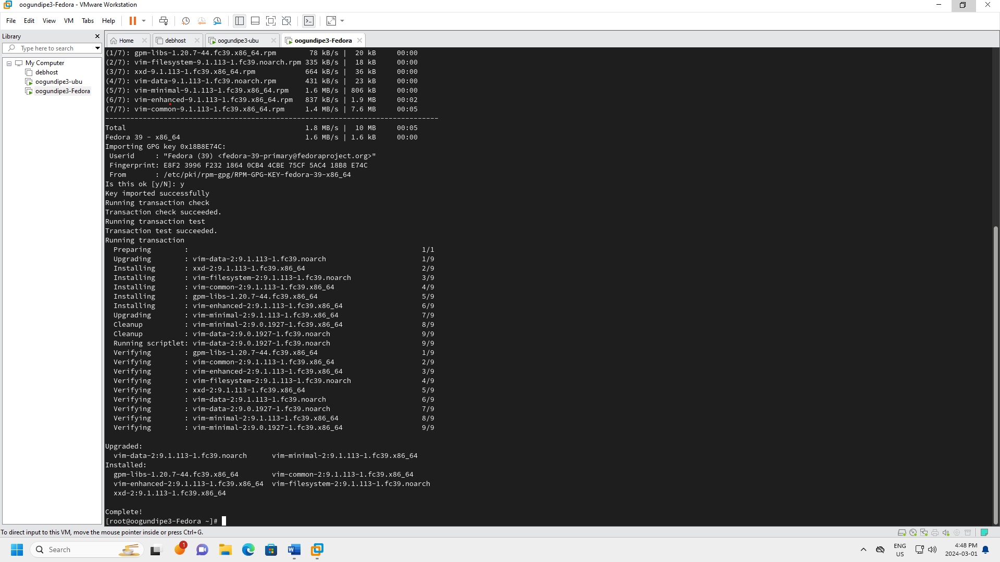 oogundipe3-Fedora - VMware Workstation
File Edit View VM Tabs Help
Library
Home debhost oogundipe3-ubu oogundipe3-Fedora
Type here to search
My Computer
debhost
oogundipe3-ubu
oogundipe3-Fedora
(1/7): gpm-libs-1.20.7-44.fc39.x86_64.rpm 78 kB/s | 20 kB 00:00
(2/7): vim-filesystem-9.1.113-1.fc39.noarch.rpm 335 kB/s | 18 kB 00:00
(3/7): xxd-9.1.113-1.fc39.x86_64.rpm 664 kB/s | 36 kB 00:00
(4/7): vim-data-9.1.113-1.fc39.noarch.rpm 431 kB/s | 23 kB 00:00
(5/7): vim-minimal-9.1.113-1.fc39.x86_64.rpm 1.6 MB/s | 806 kB 00:00
(6/7): vim-enhanced-9.1.113-1.fc39.x86_64.rpm 837 kB/s | 1.9 MB 00:02
(7/7): vim-common-9.1.113-1.fc39.x86_64.rpm 1.4 MB/s | 7.6 MB 00:05
--------------------------------------------------------------------------------
Total 1.8 MB/s | 10 MB 00:05
Fedora 39 - x86_64 1.6 MB/s | 1.6 kB 00:00
Importing GPG key 0x18B8E74C:
Userid : "Fedora (39) <fedora-39-primary@fedoraproject.org>"
Fingerprint: E8F2 3996 F232 1864 0CB4 4CBE 75CF 5AC4 18B8 E74C
From : /etc/pki/rpm-gpg/RPM-GPG-KEY-fedora-39-x86_64
Is this ok [y/N]: y
Key imported successfully
Running transaction check
Transaction check succeeded.
Running transaction test
Transaction test succeeded.
Running transaction
Preparing : 1/1
Upgrading : vim-data-2:9.1.113-1.fc39.noarch 1/9
Installing : xxd-2:9.1.113-1.fc39.x86_64 2/9
Installing : vim-filesystem-2:9.1.113-1.fc39.noarch 3/9
Installing : vim-common-2:9.1.113-1.fc39.x86_64 4/9
Installing : gpm-libs-1.20.7-44.fc39.x86_64 5/9
Installing : vim-enhanced-2:9.1.113-1.fc39.x86_64 6/9
Upgrading : vim-minimal-2:9.1.113-1.fc39.x86_64 7/9
Cleanup : vim-minimal-2:9.0.1927-1.fc39.x86_64 8/9
Cleanup : vim-data-2:9.0.1927-1.fc39.noarch 9/9
Running scriptlet: vim-data-2:9.0.1927-1.fc39.noarch 9/9
Verifying : gpm-libs-1.20.7-44.fc39.x86_64 1/9
Verifying : vim-common-2:9.1.113-1.fc39.x86_64 2/9
Verifying : vim-enhanced-2:9.1.113-1.fc39.x86_64 3/9
Verifying : vim-filesystem-2:9.1.113-1.fc39.noarch 4/9
Verifying : xxd-2:9.1.113-1.fc39.x86_64 5/9
Verifying : vim-data-2:9.1.113-1.fc39.noarch 6/9
Verifying : vim-data-2:9.0.1927-1.fc39.noarch 7/9
Verifying : vim-minimal-2:9.1.113-1.fc39.x86_64 8/9
Verifying : vim-minimal-2:9.0.1927-1.fc39.x86_64 9/9
Upgraded:
vim-data-2:9.1.113-1.fc39.noarch vim-minimal-2:9.1.113-1.fc39.x86_64
Installed:
gpm-libs-1.20.7-44.fc39.x86_64 vim-common-2:9.1.113-1.fc39.x86_64
vim-enhanced-2:9.1.113-1.fc39.x86_64 vim-filesystem-2:9.1.113-1.fc39.noarch
xxd-2:9.1.113-1.fc39.x86_64
Complete!
[root@oogundipe3-Fedora ~]#
To direct input to this VM, move the mouse pointer inside or press Ctrl+G.
Search
1
ENG
US
4:48 PM
2024-03-01